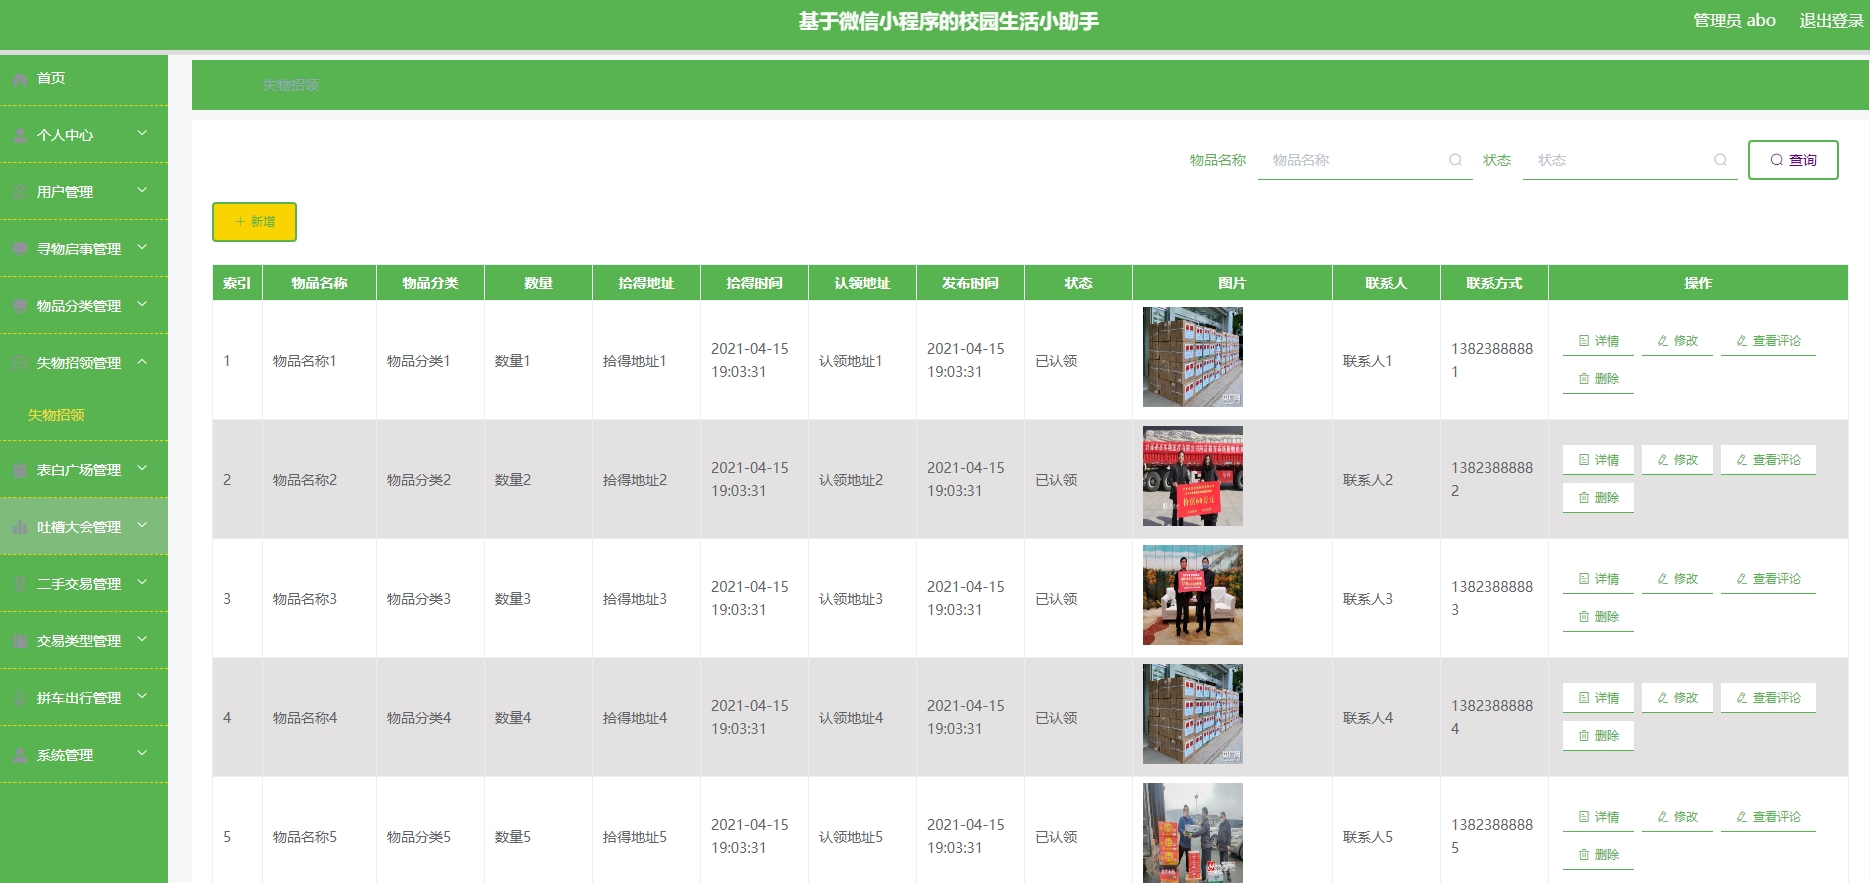 基于微信小程序的校园生活小助手
管理员 abo 退出登录
首页
个人中心
用户管理
寻物启事管理
物品分类管理
失物招领管理
失物招领
表白广场管理
吐槽大会管理
二手交易管理
交易类型管理
拼车出行管理
系统管理
失物招领
物品名称 物品名称 状态 状态 查询
新增
索引 物品名称 物品分类 数量 拾得地址 拾得时间 认领地址 发布时间 状态 图片 联系人 联系方式 操作
1 物品名称1 物品分类1 数量1 拾得地址1 2021-04-15 19:03:31 认领地址1 2021-04-15 19:03:31 已认领 联系人1 13823888881 详情 修改 查看评论 删除
2 物品名称2 物品分类2 数量2 拾得地址2 2021-04-15 19:03:31 认领地址2 2021-04-15 19:03:31 已认领 价值60万元 联系人2 13823888882 详情 修改 查看评论 删除
3 物品名称3 物品分类3 数量3 拾得地址3 2021-04-15 19:03:31 认领地址3 2021-04-15 19:03:31 已认领 联系人3 13823888883 详情 修改 查看评论 删除
4 物品名称4 物品分类4 数量4 拾得地址4 2021-04-15 19:03:31 认领地址4 2021-04-15 19:03:31 已认领 联系人4 13823888884 详情 修改 查看评论 删除
5 物品名称5 物品分类5 数量5 拾得地址5 2021-04-15 19:03:31 认领地址5 2021-04-15 19:03:31 已认领 联系人5 13823888885 详情 修改 查看评论 删除